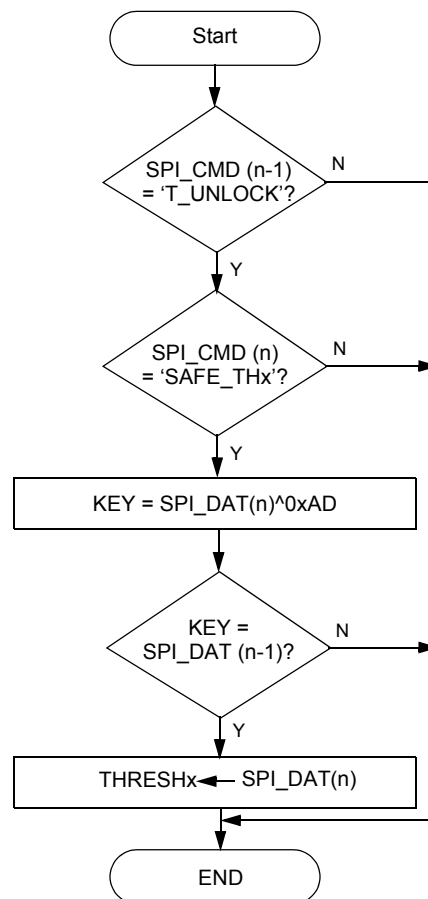 Start
SPI_CMD (n-1)
= ‘T_UNLOCK’?
N
Y
SPI_CMD (n)
= ‘SAFE_THx’?
N
Y
KEY = SPI_DAT(n)^0xAD
KEY =
SPI_DAT (n-1)?
N
Y
THRESHx SPI_DAT(n)
END